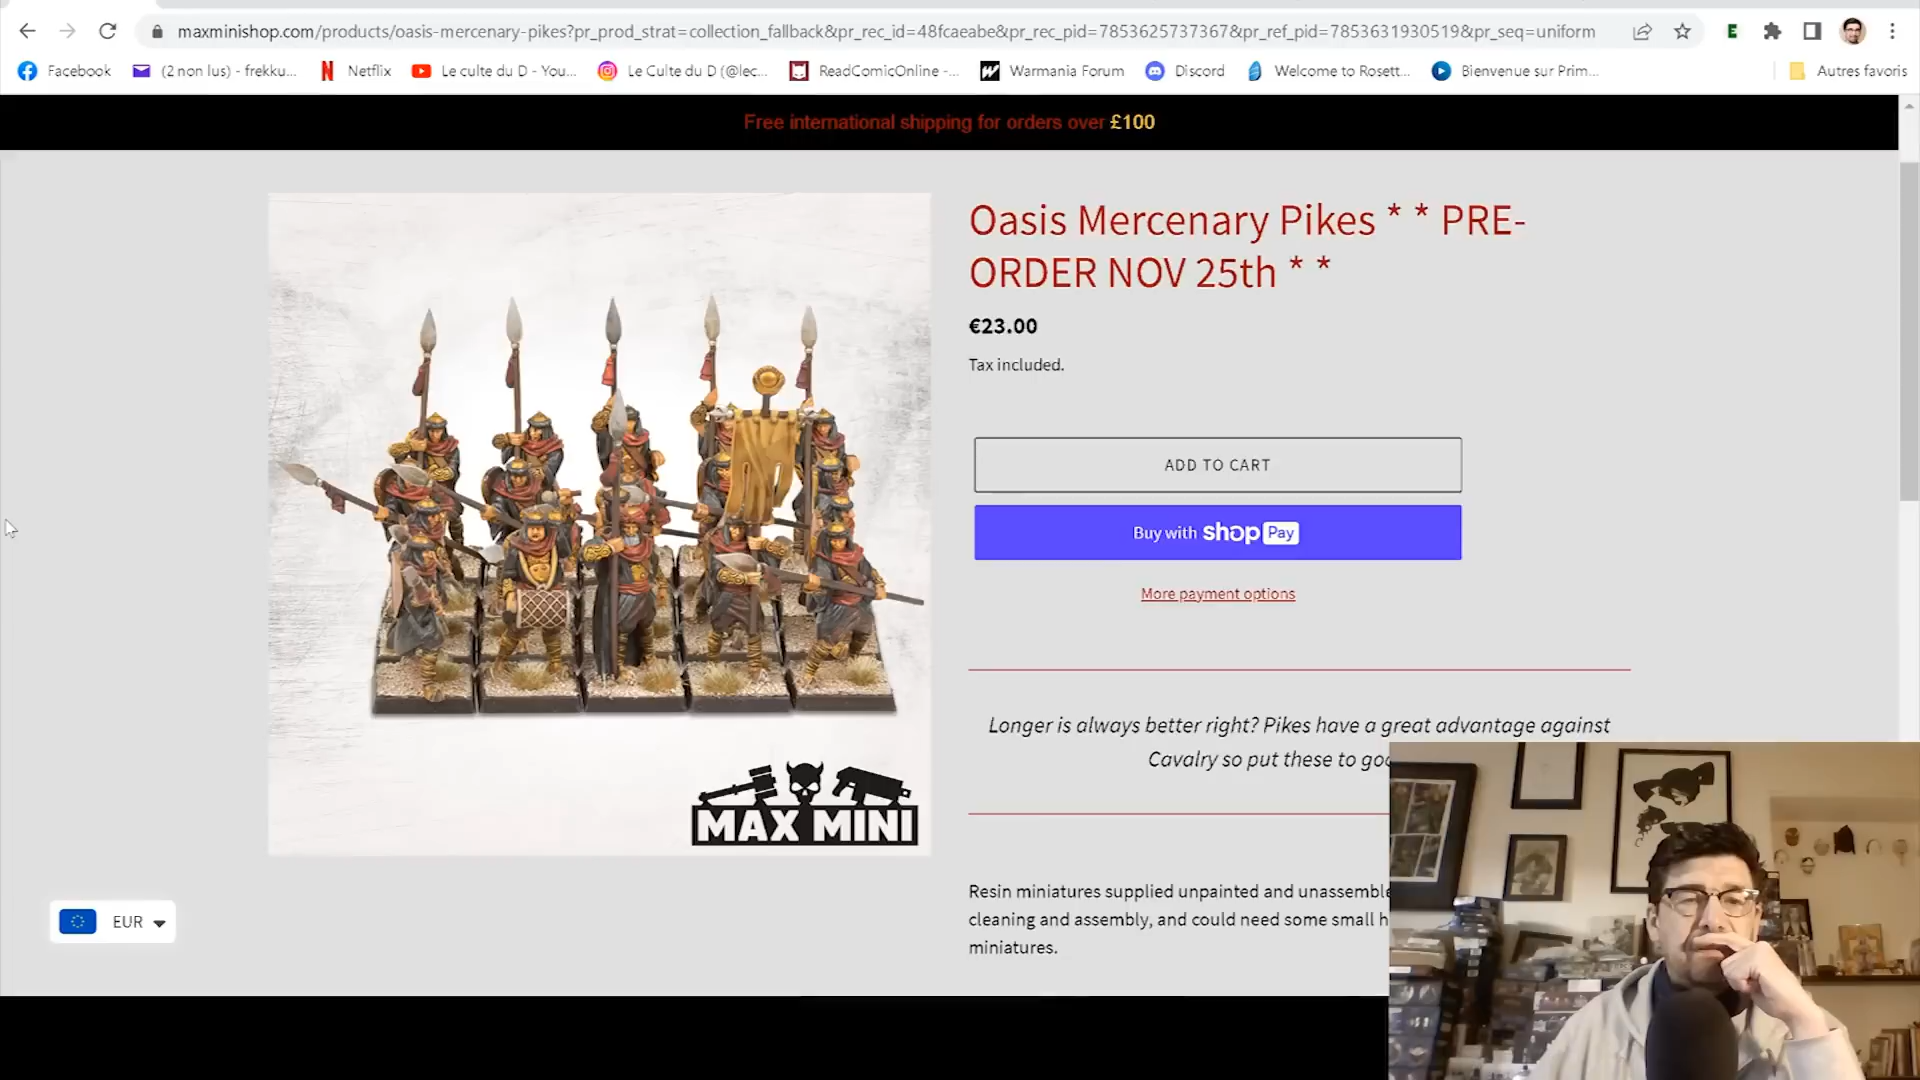 maxminishop.com/products/oasis-mercenary-pikes?pr_prod_strat=collection_fallback&pr_rec_id=48fcaeabe&pr_rec_pid=7853625737367&pr_ref_pid=7853631930519&pr_seq=uniform
Facebook (2 non lus) - frekku... Netflix Le culte du D - You... Le Culte du D (@lec... ReadComicOnline -... Warmania Forum Discord Welcome to Rosett... Bienvenue sur Prim... Autres favoris
Free international shipping for orders over £100
Oasis Mercenary Pikes * * PRE-
ORDER NOV 25th * *
€23.00
Tax included.
ADD TO CART
Buy with shop Pay
More payment options
Longer is always better right? Pikes have a great advantage against
Cavalry so put these to
MAX MINI
Resin miniatures supplied unpainted and
cleaning and assembly, and could need some small
miniatures.
EUR